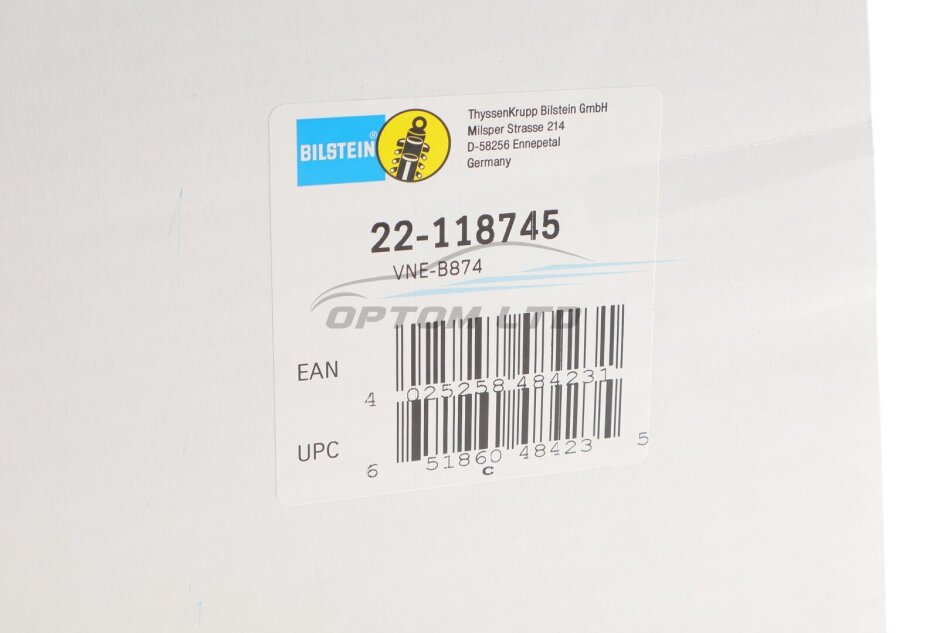 BILSTEIN®
ThyssenKrupp Bilstein GmbH
Milsper Strasse 214
D-58256 Ennepetal
Germany
22-118745
VNE-B874
OPTOM LTD
EAN
4 025258 484231
UPC
6 51860 48423 5
C